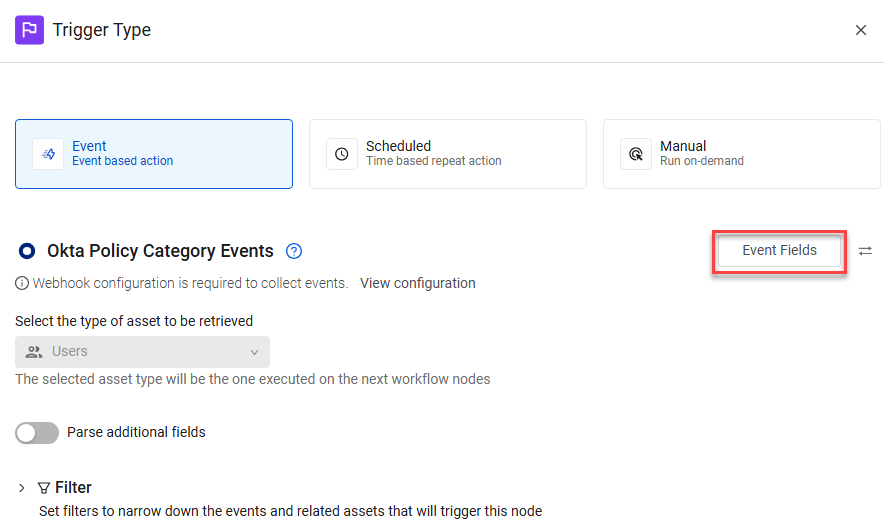 Trigger Type
Event
Event based action
Scheduled
Time based repeat action
Manual
Run on-demand
Okta Policy Category Events
Event Fields
Webhook configuration is required to collect events. View configuration
Select the type of asset to be retrieved
Users
The selected asset type will be the one executed on the next workflow nodes
Parse additional fields
Filter
Set filters to narrow down the events and related assets that will trigger this node